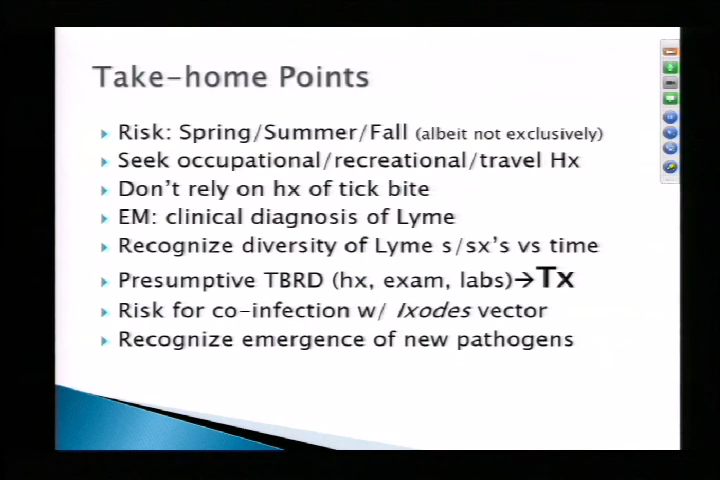 Take-home Points
Risk: Spring/Summer/Fall (albeit not exclusively)
Seek occupational/recreational/travel Hx
Don't rely on hx of tick bite
EM: clinical diagnosis of Lyme
Recognize diversity of Lyme s/sx's vs time
Presumptive TBRD (hx, exam, labs)→Tx
Risk for co-infection w/ Ixodes vector
Recognize emergence of new pathogens